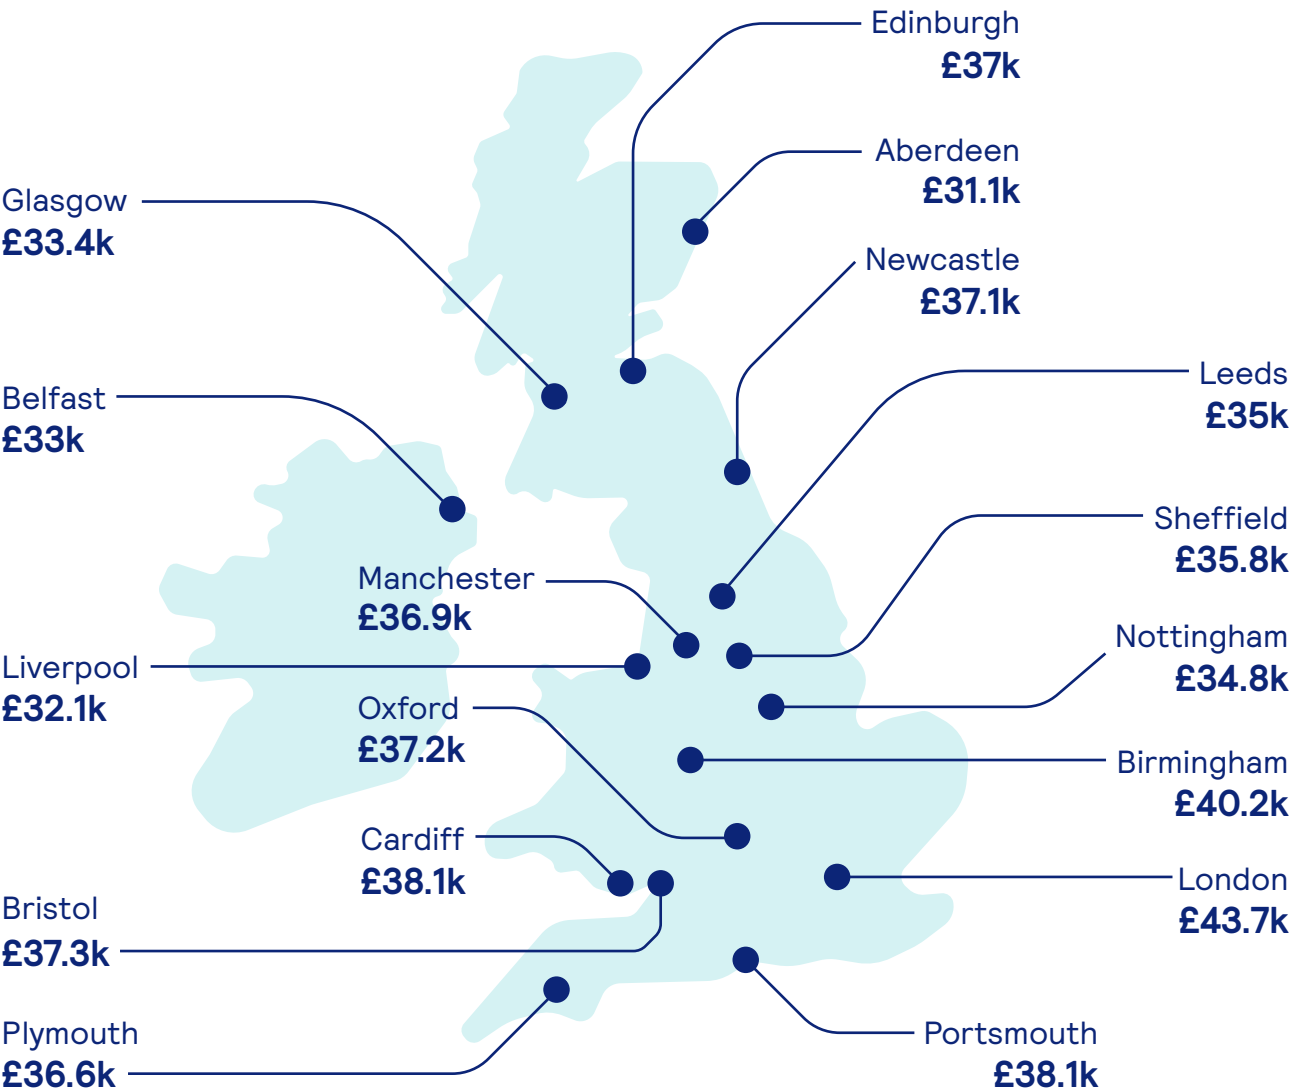 Edinburgh
£37k
Aberdeen
£31.1k
Glasgow
£33.4k
Newcastle
£37.1k
Leeds
£35k
Belfast
£33k
Sheffield
£35.8k
Manchester
£36.9k
Nottingham
£34.8k
Liverpool
£32.1k
Oxford
£37.2k
Birmingham
£40.2k
Cardiff
£38.1k
London
£43.7k
Bristol
£37.3k
Plymouth
£36.6k
Portsmouth
£38.1k